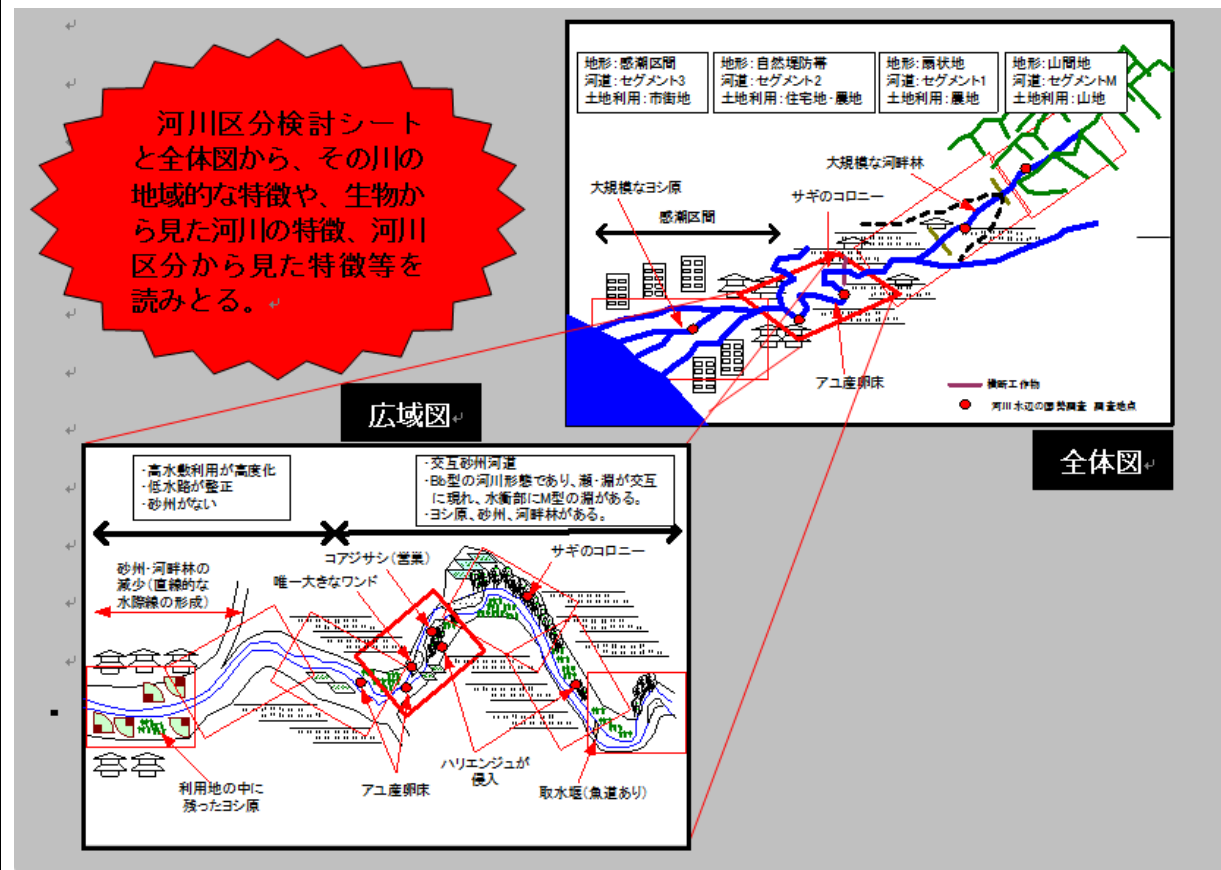 河川区分検討シート
と全体図から、その川の
地域的な特徴や、生物か
ら見た河川の特徴、河川
区分から見た特徴等を
読みとる。
地形:感潮区間
河道:セグメント3
土地利用:市街地
地形:自然堤防帯
河道:セグメント2
土地利用:住宅地・農地
地形:扇状地
河道:セグメント1
土地利用:農地
地形:山間地
河道:セグメントM
土地利用:山地
大規模な河畔林
大規模なヨシ原
サギのコロニー
感潮区間
アユ産卵床
横断工作物
河川水辺の国勢調査 調査地点
全体図
広域図
・高水敷利用が高度化
・低水路が整正
・砂州がない
・交互砂州河道
・Bb型の河川形態であり、瀬・淵が交互
に現れ、水衝部にM型の淵がある。
・ヨシ原、砂州、河畔林がある。
コアジサシ(営巣)
サギのコロニー
唯一大きなワンド
砂州・河畔林の
減少(直線的な
水際線の形成)
利用地の中に
残ったヨシ原
アユ産卵床
ハリエンジュが
侵入
取水堰(魚道あり)